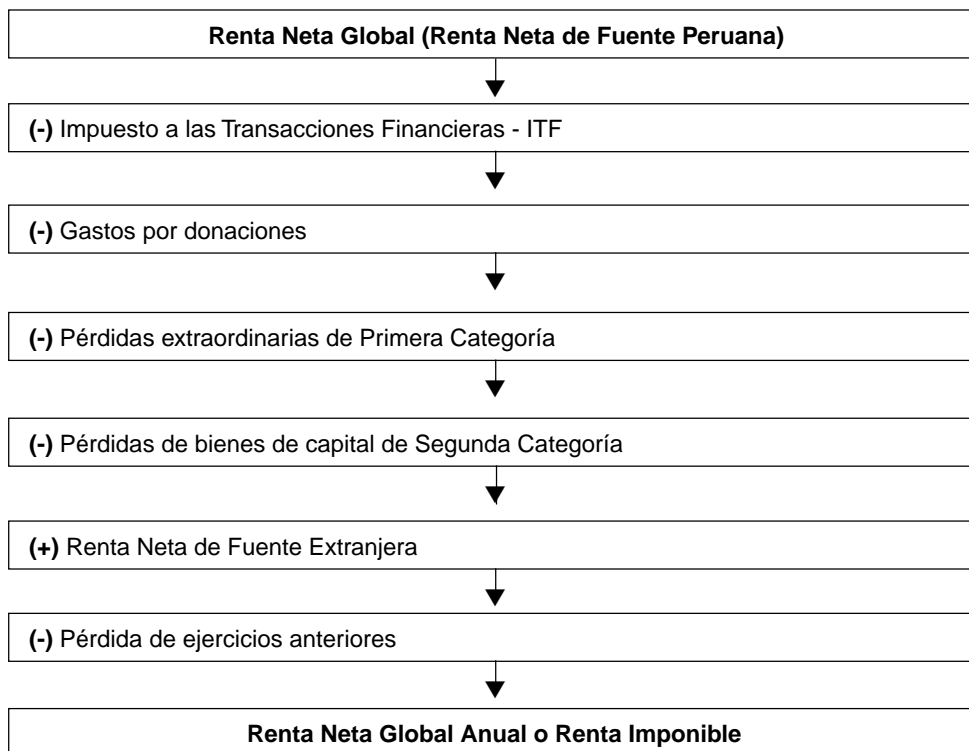 Renta Neta Global (Renta Neta de Fuente Peruana)
(-) Impuesto a las Transacciones Financieras - ITF
(-) Gastos por donaciones
(-) Pérdidas extraordinarias de Primera Categoría
(-) Pérdidas de bienes de capital de Segunda Categoría
(+) Renta Neta de Fuente Extranjera
(-) Pérdida de ejercicios anteriores
Renta Neta Global Anual o Renta Imponible